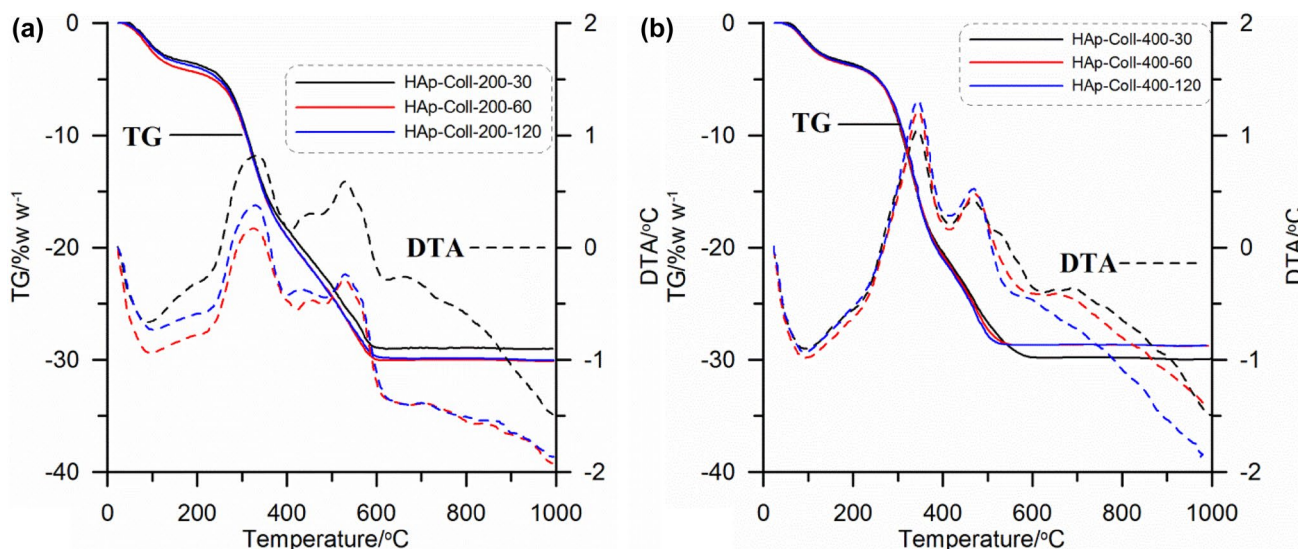 (a)
0
-10
-20
-30
-40
TG/%w w⁻¹
HAp-Coll-200-30
HAp-Coll-200-60
HAp-Coll-200-120
TG
DTA
2
1
0
-1
-2
DTA/°C
0 200 400 600 800 1000
Temperature/°C
(b)
0
-10
-20
-30
-40
TG/%w w⁻¹
HAp-Coll-400-30
HAp-Coll-400-60
HAp-Coll-400-120
TG
DTA
2
1
0
-1
-2
DTA/°C
0 200 400 600 800 1000
Temperature/°C